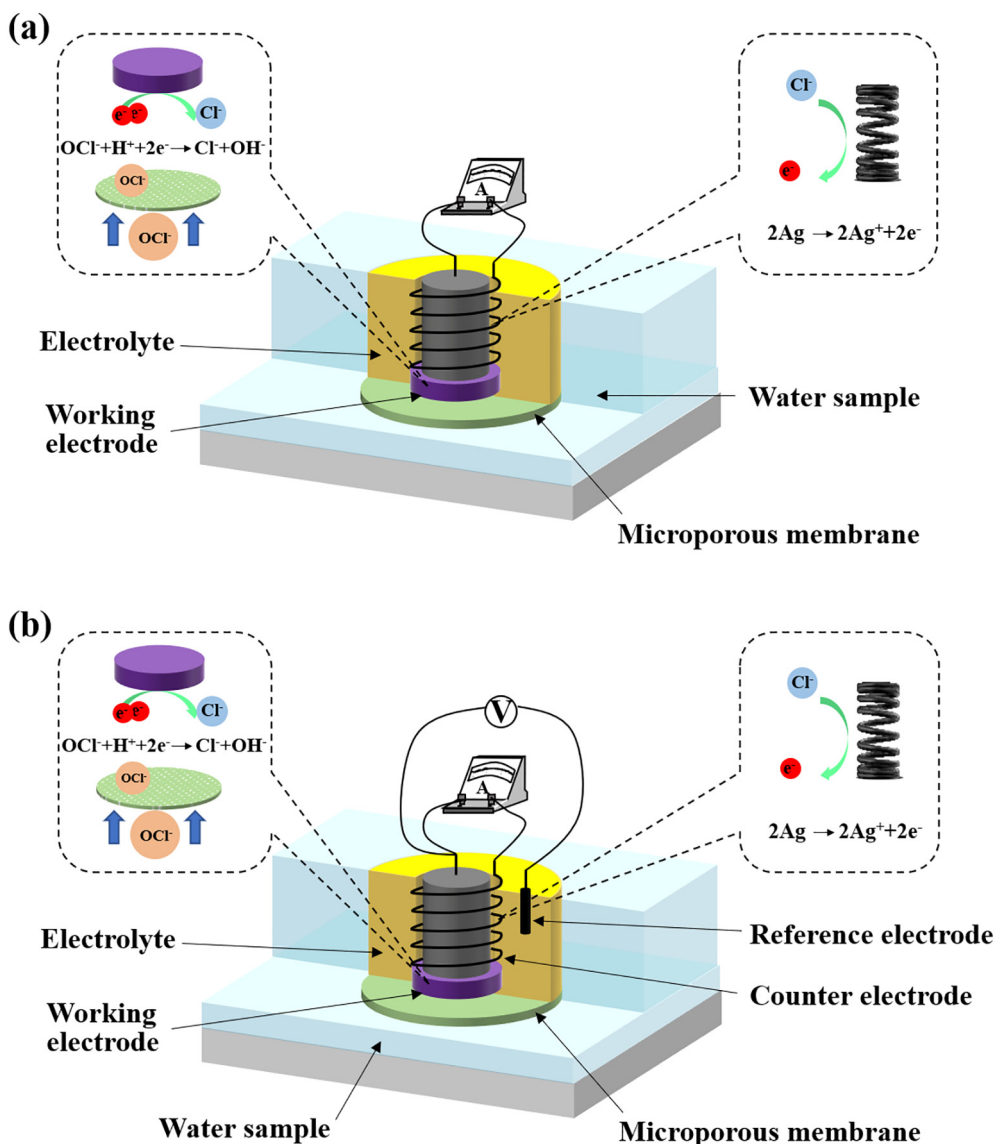 (a)
e⁻ e⁻
Cl⁻
OCl⁻+H⁺+2e⁻→Cl⁻+OH⁻
OCl⁻
OCl⁻
A
Cl⁻
e⁻
2Ag→2Ag⁺+2e⁻
Electrolyte
Working
electrode
Water sample
Microporous membrane
(b)
e⁻ e⁻
Cl⁻
OCl⁻+H⁺+2e⁻→Cl⁻+OH⁻
OCl⁻
OCl⁻
V
A
Cl⁻
e⁻
2Ag→2Ag⁺+2e⁻
Electrolyte
Working
electrode
Reference electrode
Counter electrode
Water sample
Microporous membrane